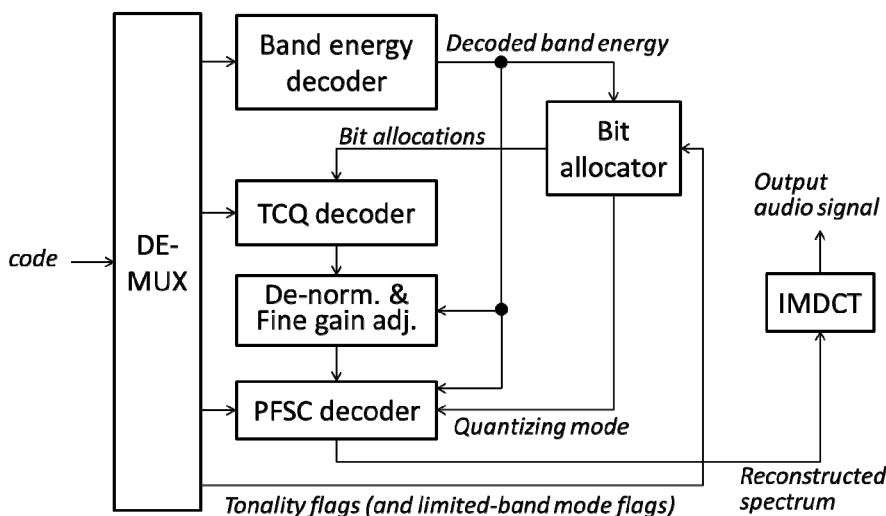 Band energy
decoder
Decoded band energy
Bit allocations
Bit
allocator
TCQ decoder
Output
audio signal
code
DE-
MUX
De-norm. &
Fine gain adj.
IMDCT
PFSC decoder
Quantizing mode
Reconstructed
spectrum
Tonality flags (and limited-band mode flags)